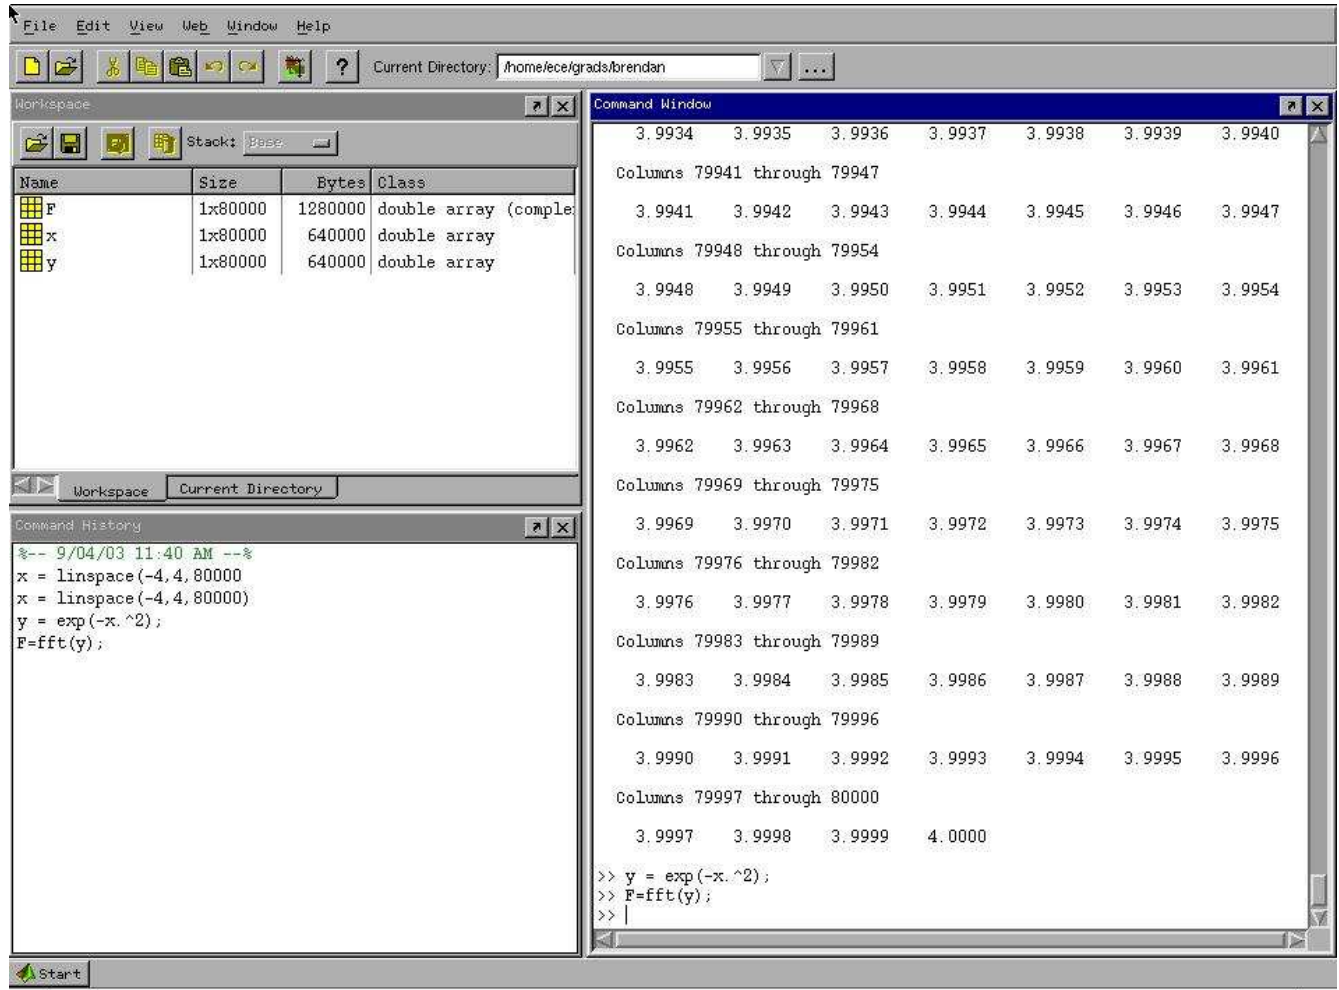 File Edit View Web Window Help
? Current Directory: /home/ece/grads/brendan ...
Workspace
Stack: Base
Name Size Bytes Class
F 1x80000 1280000 double array (comple
x 1x80000 640000 double array
y 1x80000 640000 double array
Workspace Current Directory
Command History
%-- 9/04/03 11:40 AM --%
x = linspace(-4,4,80000
x = linspace(-4,4,80000)
y = exp(-x.^2);
F=fft(y);
Command Window
3.9934 3.9935 3.9936 3.9937 3.9938 3.9939 3.9940
Columns 79941 through 79947
3.9941 3.9942 3.9943 3.9944 3.9945 3.9946 3.9947
Columns 79948 through 79954
3.9948 3.9949 3.9950 3.9951 3.9952 3.9953 3.9954
Columns 79955 through 79961
3.9955 3.9956 3.9957 3.9958 3.9959 3.9960 3.9961
Columns 79962 through 79968
3.9962 3.9963 3.9964 3.9965 3.9966 3.9967 3.9968
Columns 79969 through 79975
3.9969 3.9970 3.9971 3.9972 3.9973 3.9974 3.9975
Columns 79976 through 79982
3.9976 3.9977 3.9978 3.9979 3.9980 3.9981 3.9982
Columns 79983 through 79989
3.9983 3.9984 3.9985 3.9986 3.9987 3.9988 3.9989
Columns 79990 through 79996
3.9990 3.9991 3.9992 3.9993 3.9994 3.9995 3.9996
Columns 79997 through 80000
3.9997 3.9998 3.9999 4.0000
>> y = exp(-x.^2);
>> F=fft(y);
>>
Start